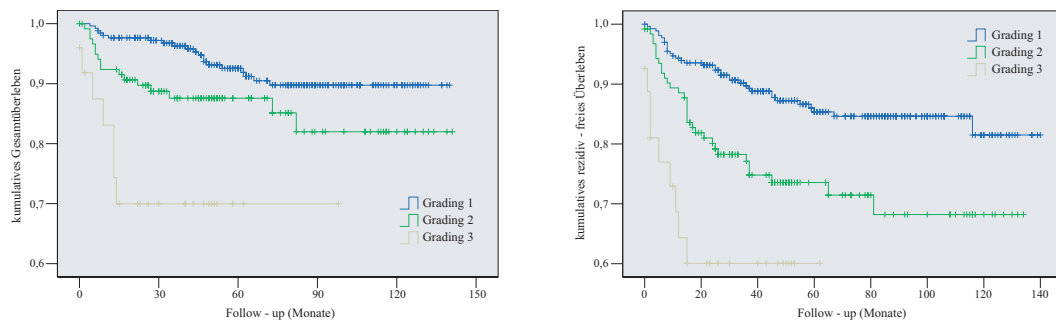 kumulatives Gesamtüberleben
1,0
0,9
0,8
0,7
0,6
Grading 1
Grading 2
Grading 3
0 30 60 90 120 150
Follow - up (Monate)
kumulatives rezidiv - freies Überleben
1,0
0,9
0,8
0,7
0,6
Grading 1
Grading 2
Grading 3
0 20 40 60 80 100 120 140
Follow - up (Monate)